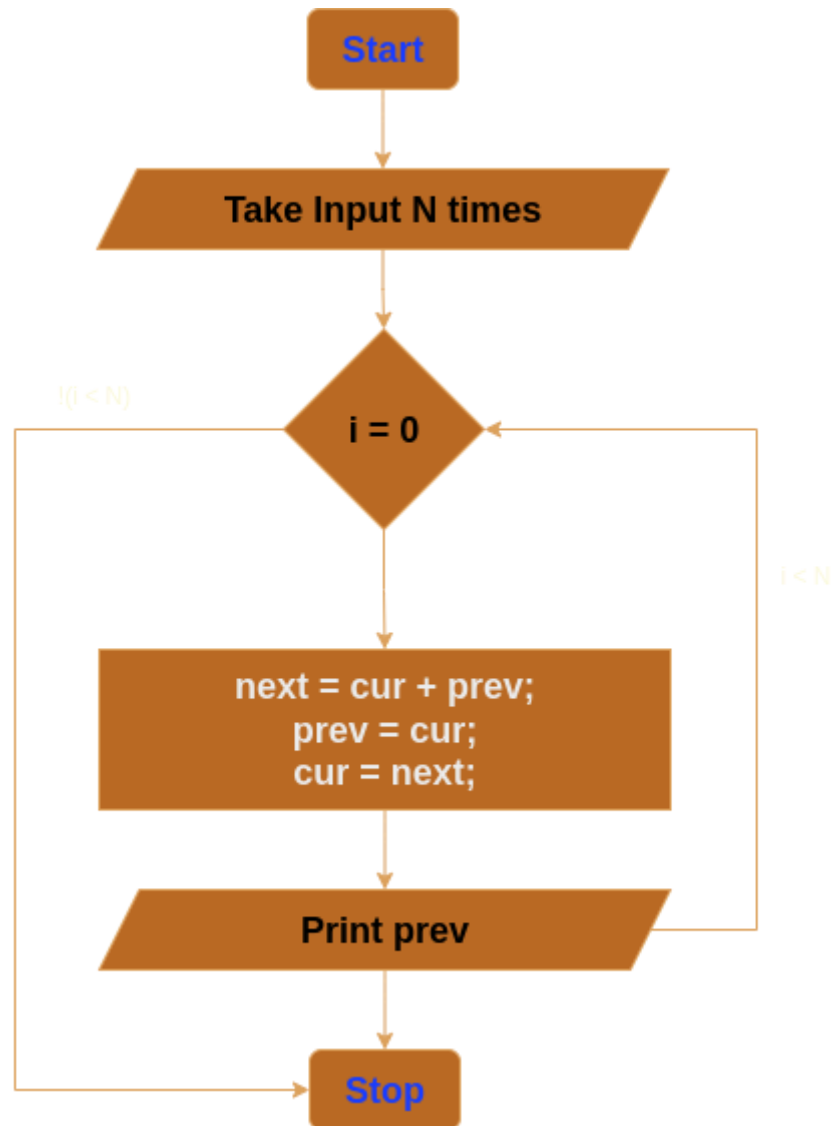 Start
Take Input N times
!(i < N)
i = 0
i < N
next = cur + prev;
prev = cur;
cur = next;
Print prev
Stop